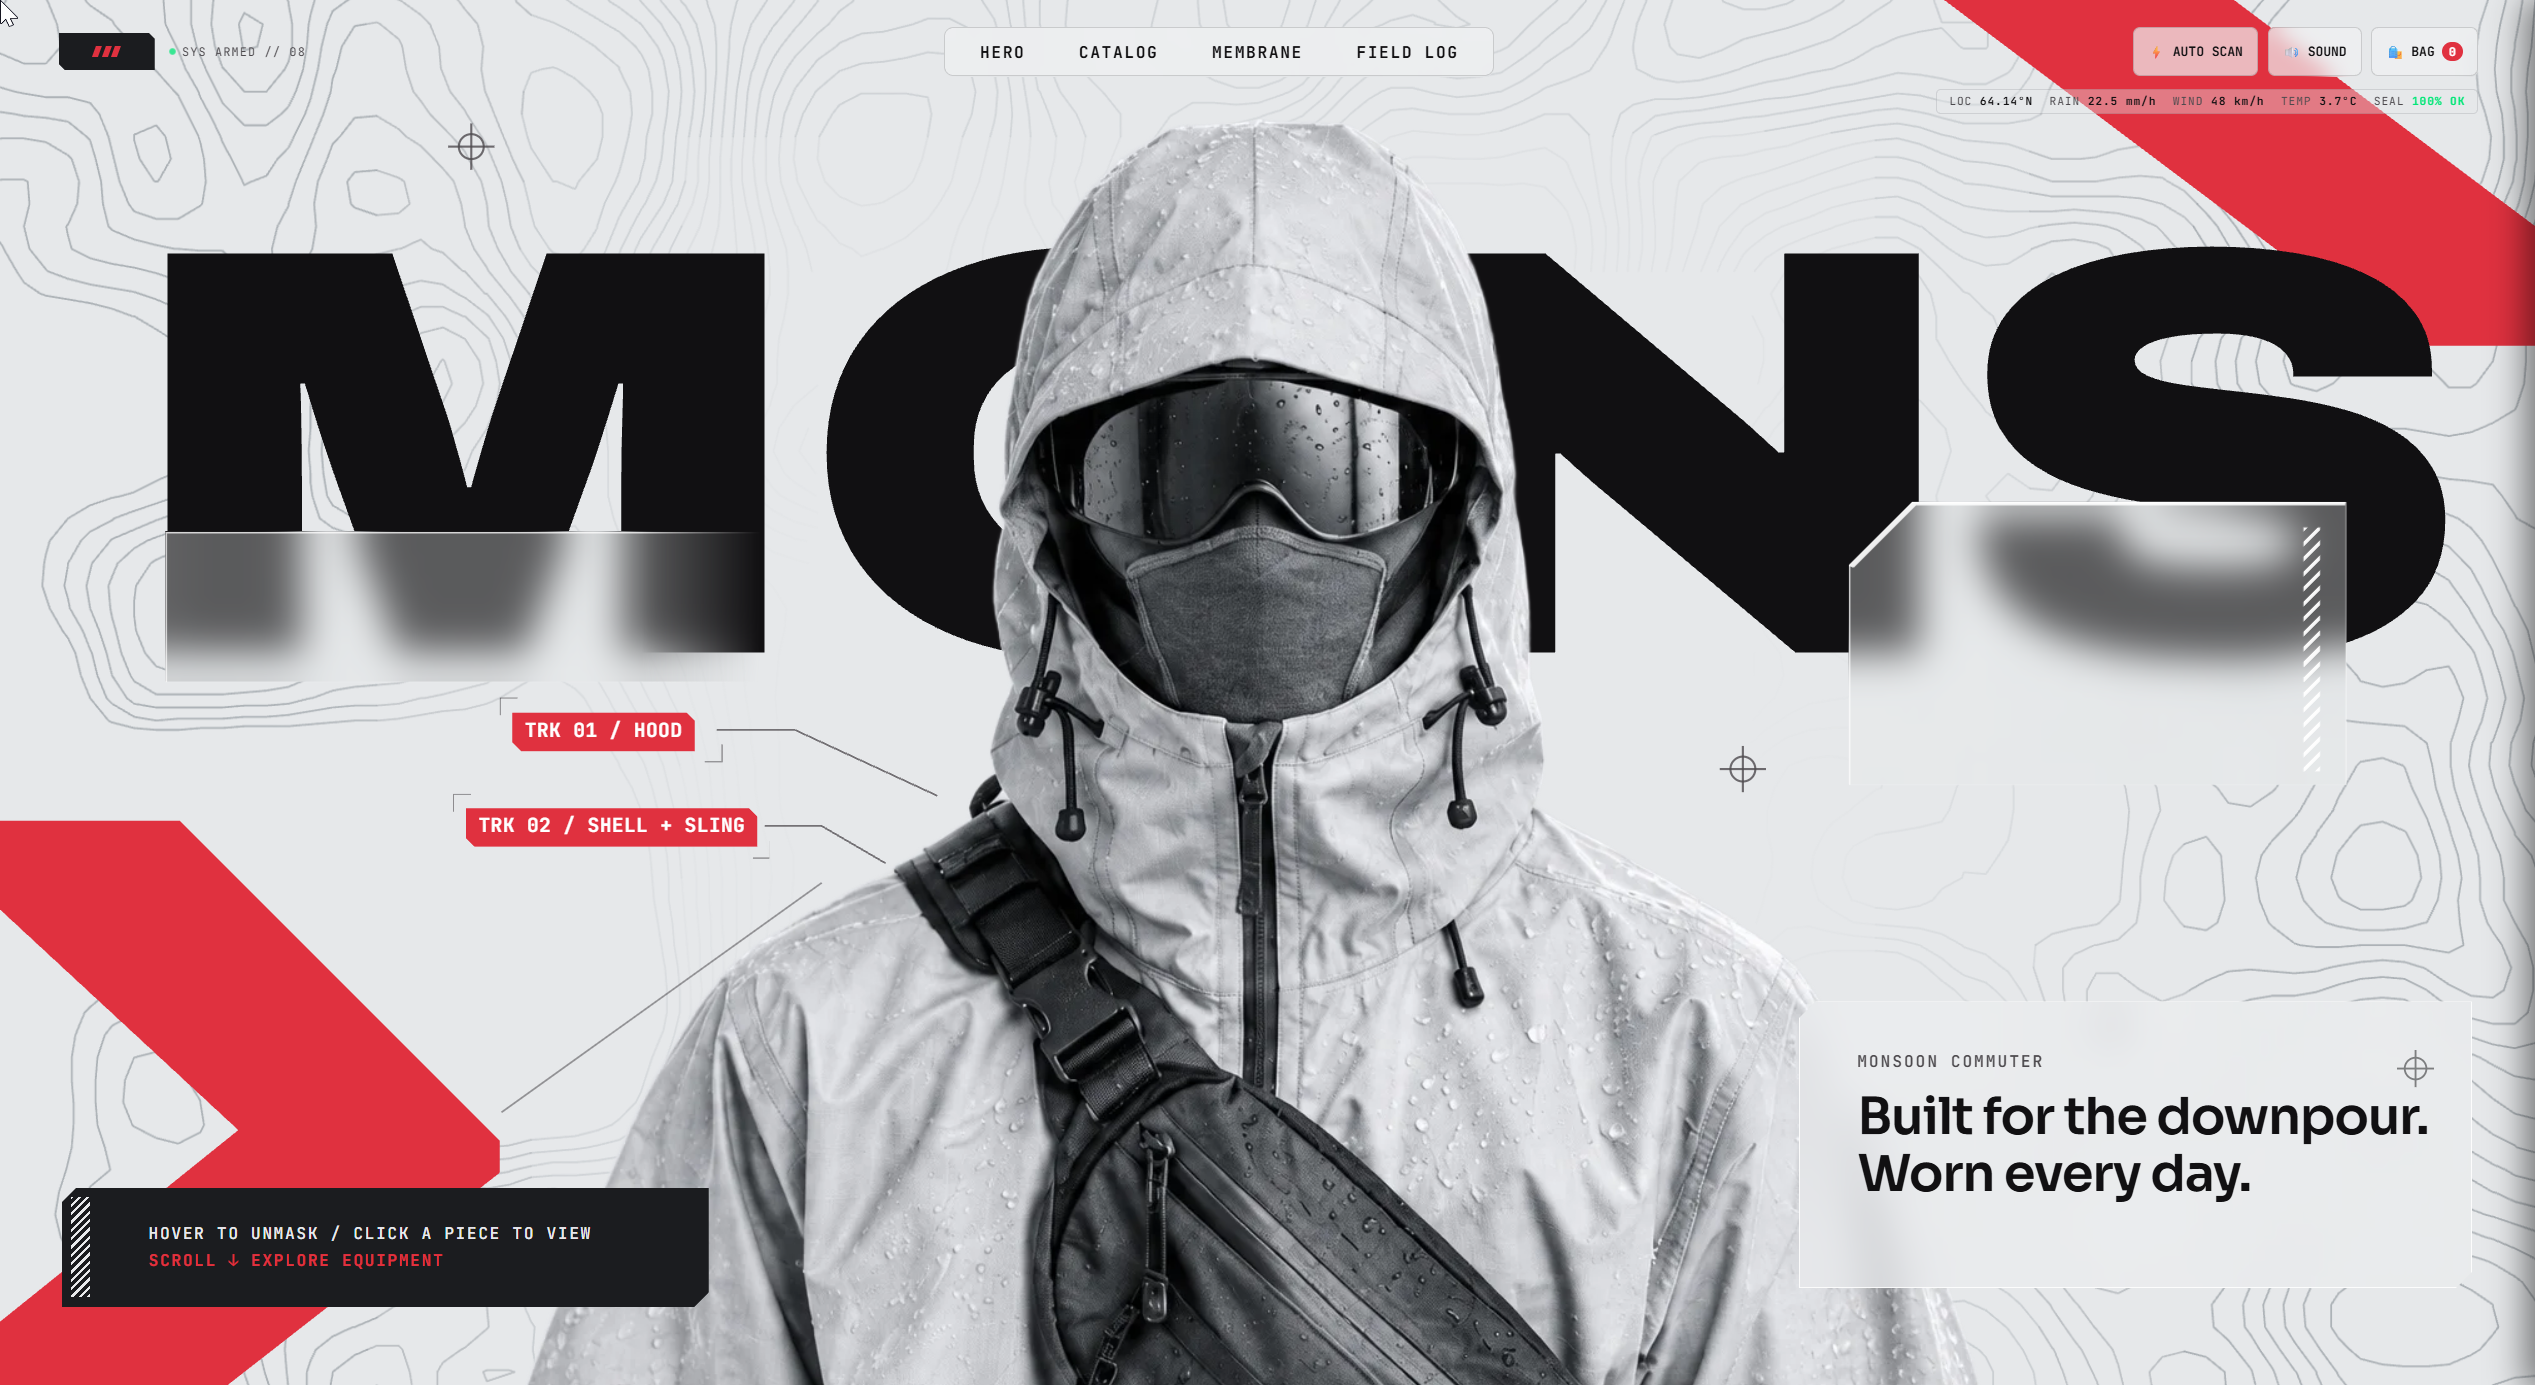 SYS ARMED // 08
HERO CATALOG MEMBRANE FIELD LOG
AUTO SCAN SOUND BAG 0
LOC 64.14°N RAIN 22.5 mm/h WIND 48 km/h TEMP 3.7°C SEAL 100% OK
MONS
TRK 01 / HOOD
TRK 02 / SHELL + SLING
MONSOON COMMUTER
Built for the downpour.
Worn every day.
HOVER TO UNMASK / CLICK A PIECE TO VIEW
SCROLL ↓ EXPLORE EQUIPMENT